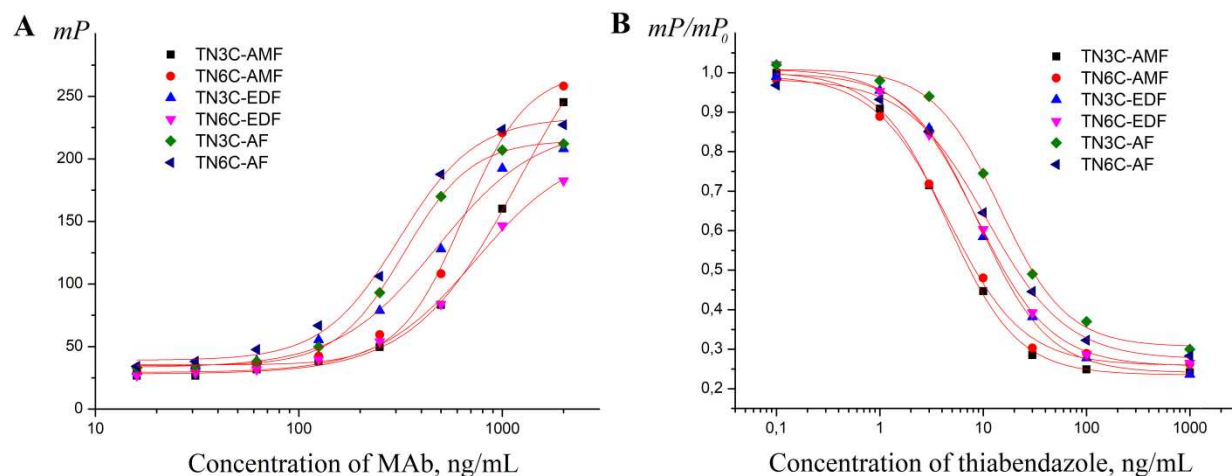 A
mP
TN3C-AMF
TN6C-AMF
TN3C-EDF
TN6C-EDF
TN3C-AF
TN6C-AF
250
200
150
100
50
0
10 100 1000
Concentration of MAb, ng/mL
B
mP/mP₀
TN3C-AMF
TN6C-AMF
TN3C-EDF
TN6C-EDF
TN3C-AF
TN6C-AF
1,0
0,9
0,8
0,7
0,6
0,5
0,4
0,3
0,2
0,1 1 10 100 1000
Concentration of thiabendazole, ng/mL